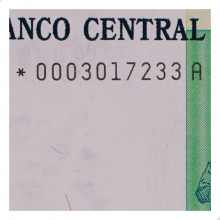 ANCO CENTRAL
* 0003017233 A